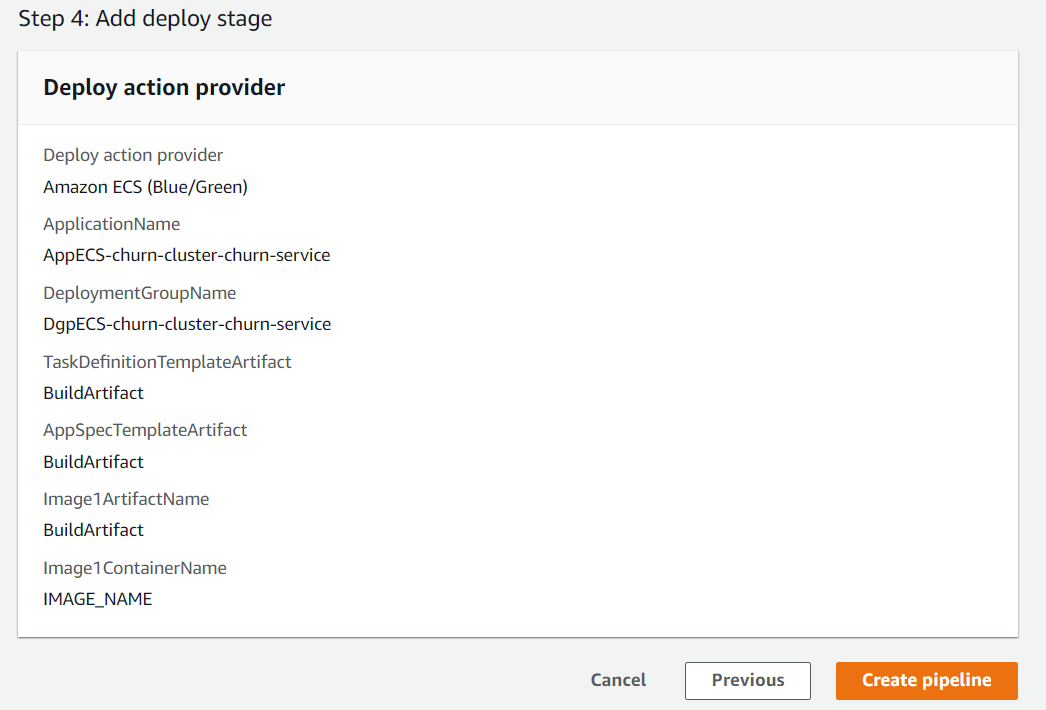 Step 4: Add deploy stage
Deploy action provider
Deploy action provider
Amazon ECS (Blue/Green)
ApplicationName
AppECS-churn-cluster-churn-service
DeploymentGroupName
DgpECS-churn-cluster-churn-service
TaskDefinitionTemplateArtifact
BuildArtifact
AppSpecTemplateArtifact
BuildArtifact
Image1ArtifactName
BuildArtifact
Image1ContainerName
IMAGE_NAME
Cancel Previous Create pipeline